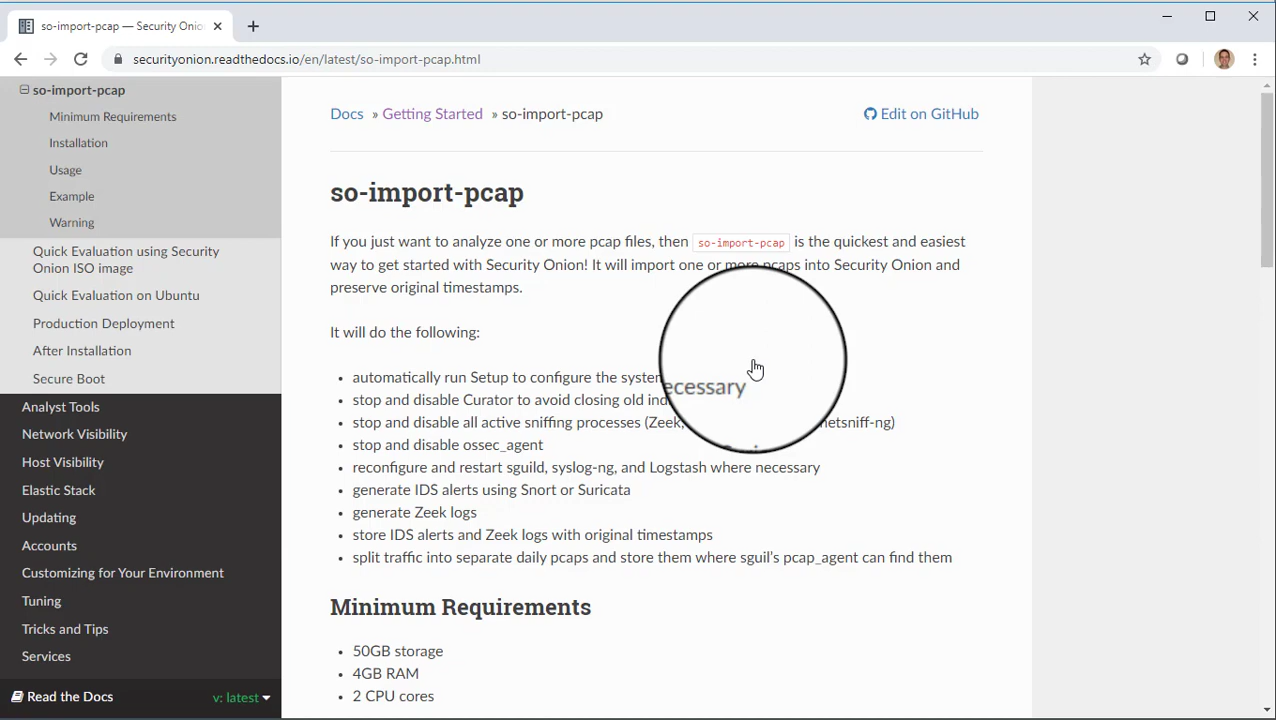 so-import-pcap — Security Onio
securityonion.readthedocs.io/en/latest/so-import-pcap.html
so-import-pcap
Minimum Requirements
Installation
Usage
Example
Warning
Quick Evaluation using Security
Onion ISO image
Quick Evaluation on Ubuntu
Production Deployment
After Installation
Secure Boot
Analyst Tools
Network Visibility
Host Visibility
Elastic Stack
Updating
Accounts
Customizing for Your Environment
Tuning
Tricks and Tips
Services
Read the Docs v: latest
Docs » Getting Started » so-import-pcap Edit on GitHub
so-import-pcap
If you just want to analyze one or more pcap files, then so-import-pcap is the quickest and easiest
way to get started with Security Onion! It will import one or more pcaps into Security Onion and
preserve original timestamps.
It will do the following:
automatically run Setup to configure the system ecessary
stop and disable Curator to avoid closing old ind
stop and disable all active sniffing processes (Zeek, netsniff-ng)
stop and disable ossec_agent
reconfigure and restart sguild, syslog-ng, and Logstash where necessary
generate IDS alerts using Snort or Suricata
generate Zeek logs
store IDS alerts and Zeek logs with original timestamps
split traffic into separate daily pcaps and store them where sguil's pcap_agent can find them
Minimum Requirements
50GB storage
4GB RAM
2 CPU cores